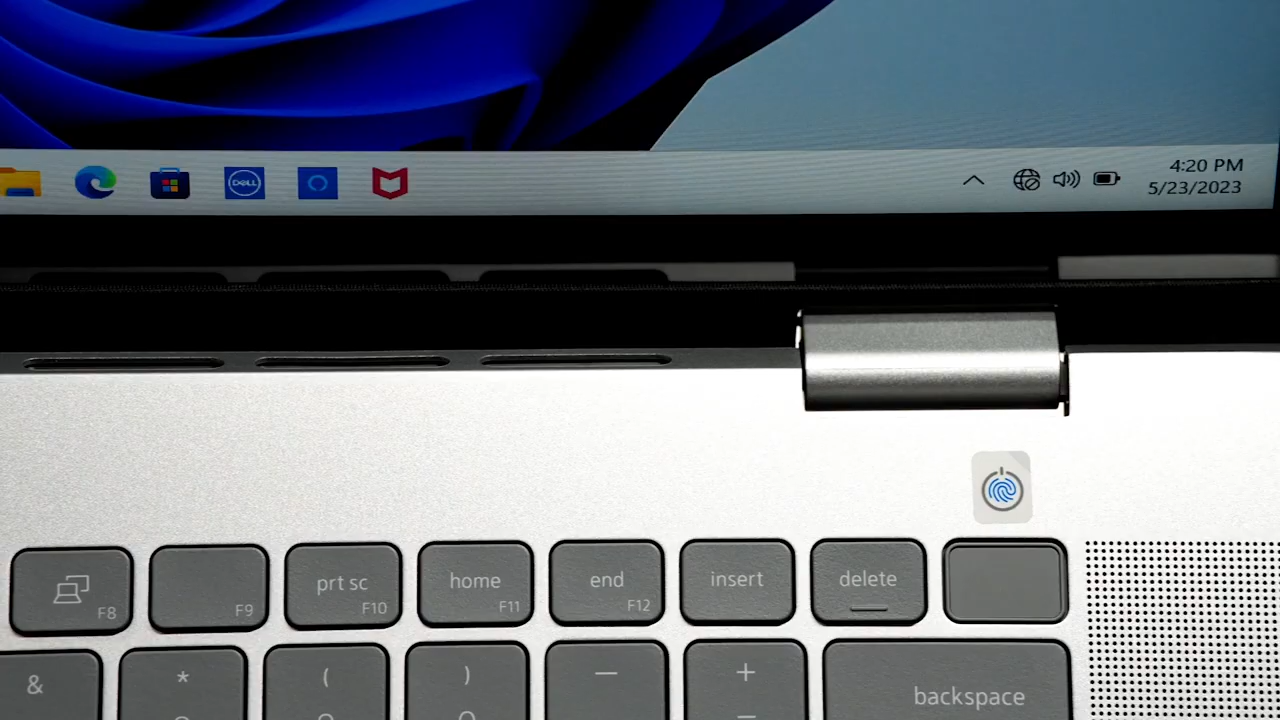 DELL
4:20 PM
5/23/2023
F8
F9
prt sc
F10
home
F11
end
F12
insert
delete
&
*
(
)
—
+
backspace